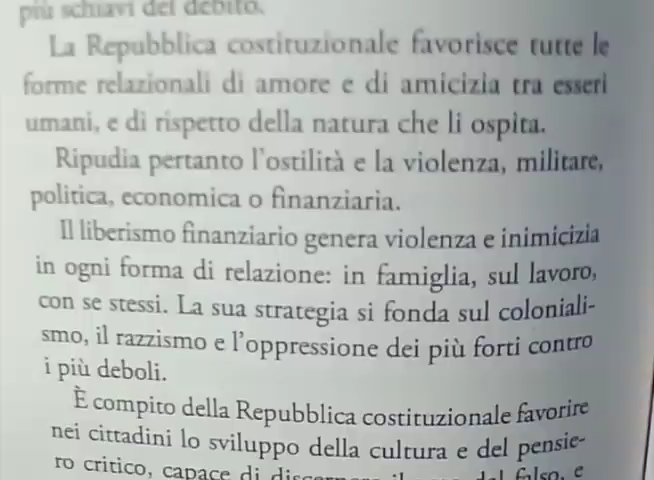 più schiavi del debito.
La Repubblica costituzionale favorisce tutte le
forme relazionali di amore e di amicizia tra esseri
umani, e di rispetto della natura che li ospita.
Ripudia pertanto l'ostilità e la violenza, militare,
politica, economica o finanziaria.
Il liberismo finanziario genera violenza e inimicizia
in ogni forma di relazione: in famiglia, sul lavoro,
con se stessi. La sua strategia si fonda sul coloniali-
smo, il razzismo e l'oppressione dei più forti contro
i più deboli.
È compito della Repubblica costituzionale favorire
nei cittadini lo sviluppo della cultura e del pensie-
ro critico, capace di del falso, e